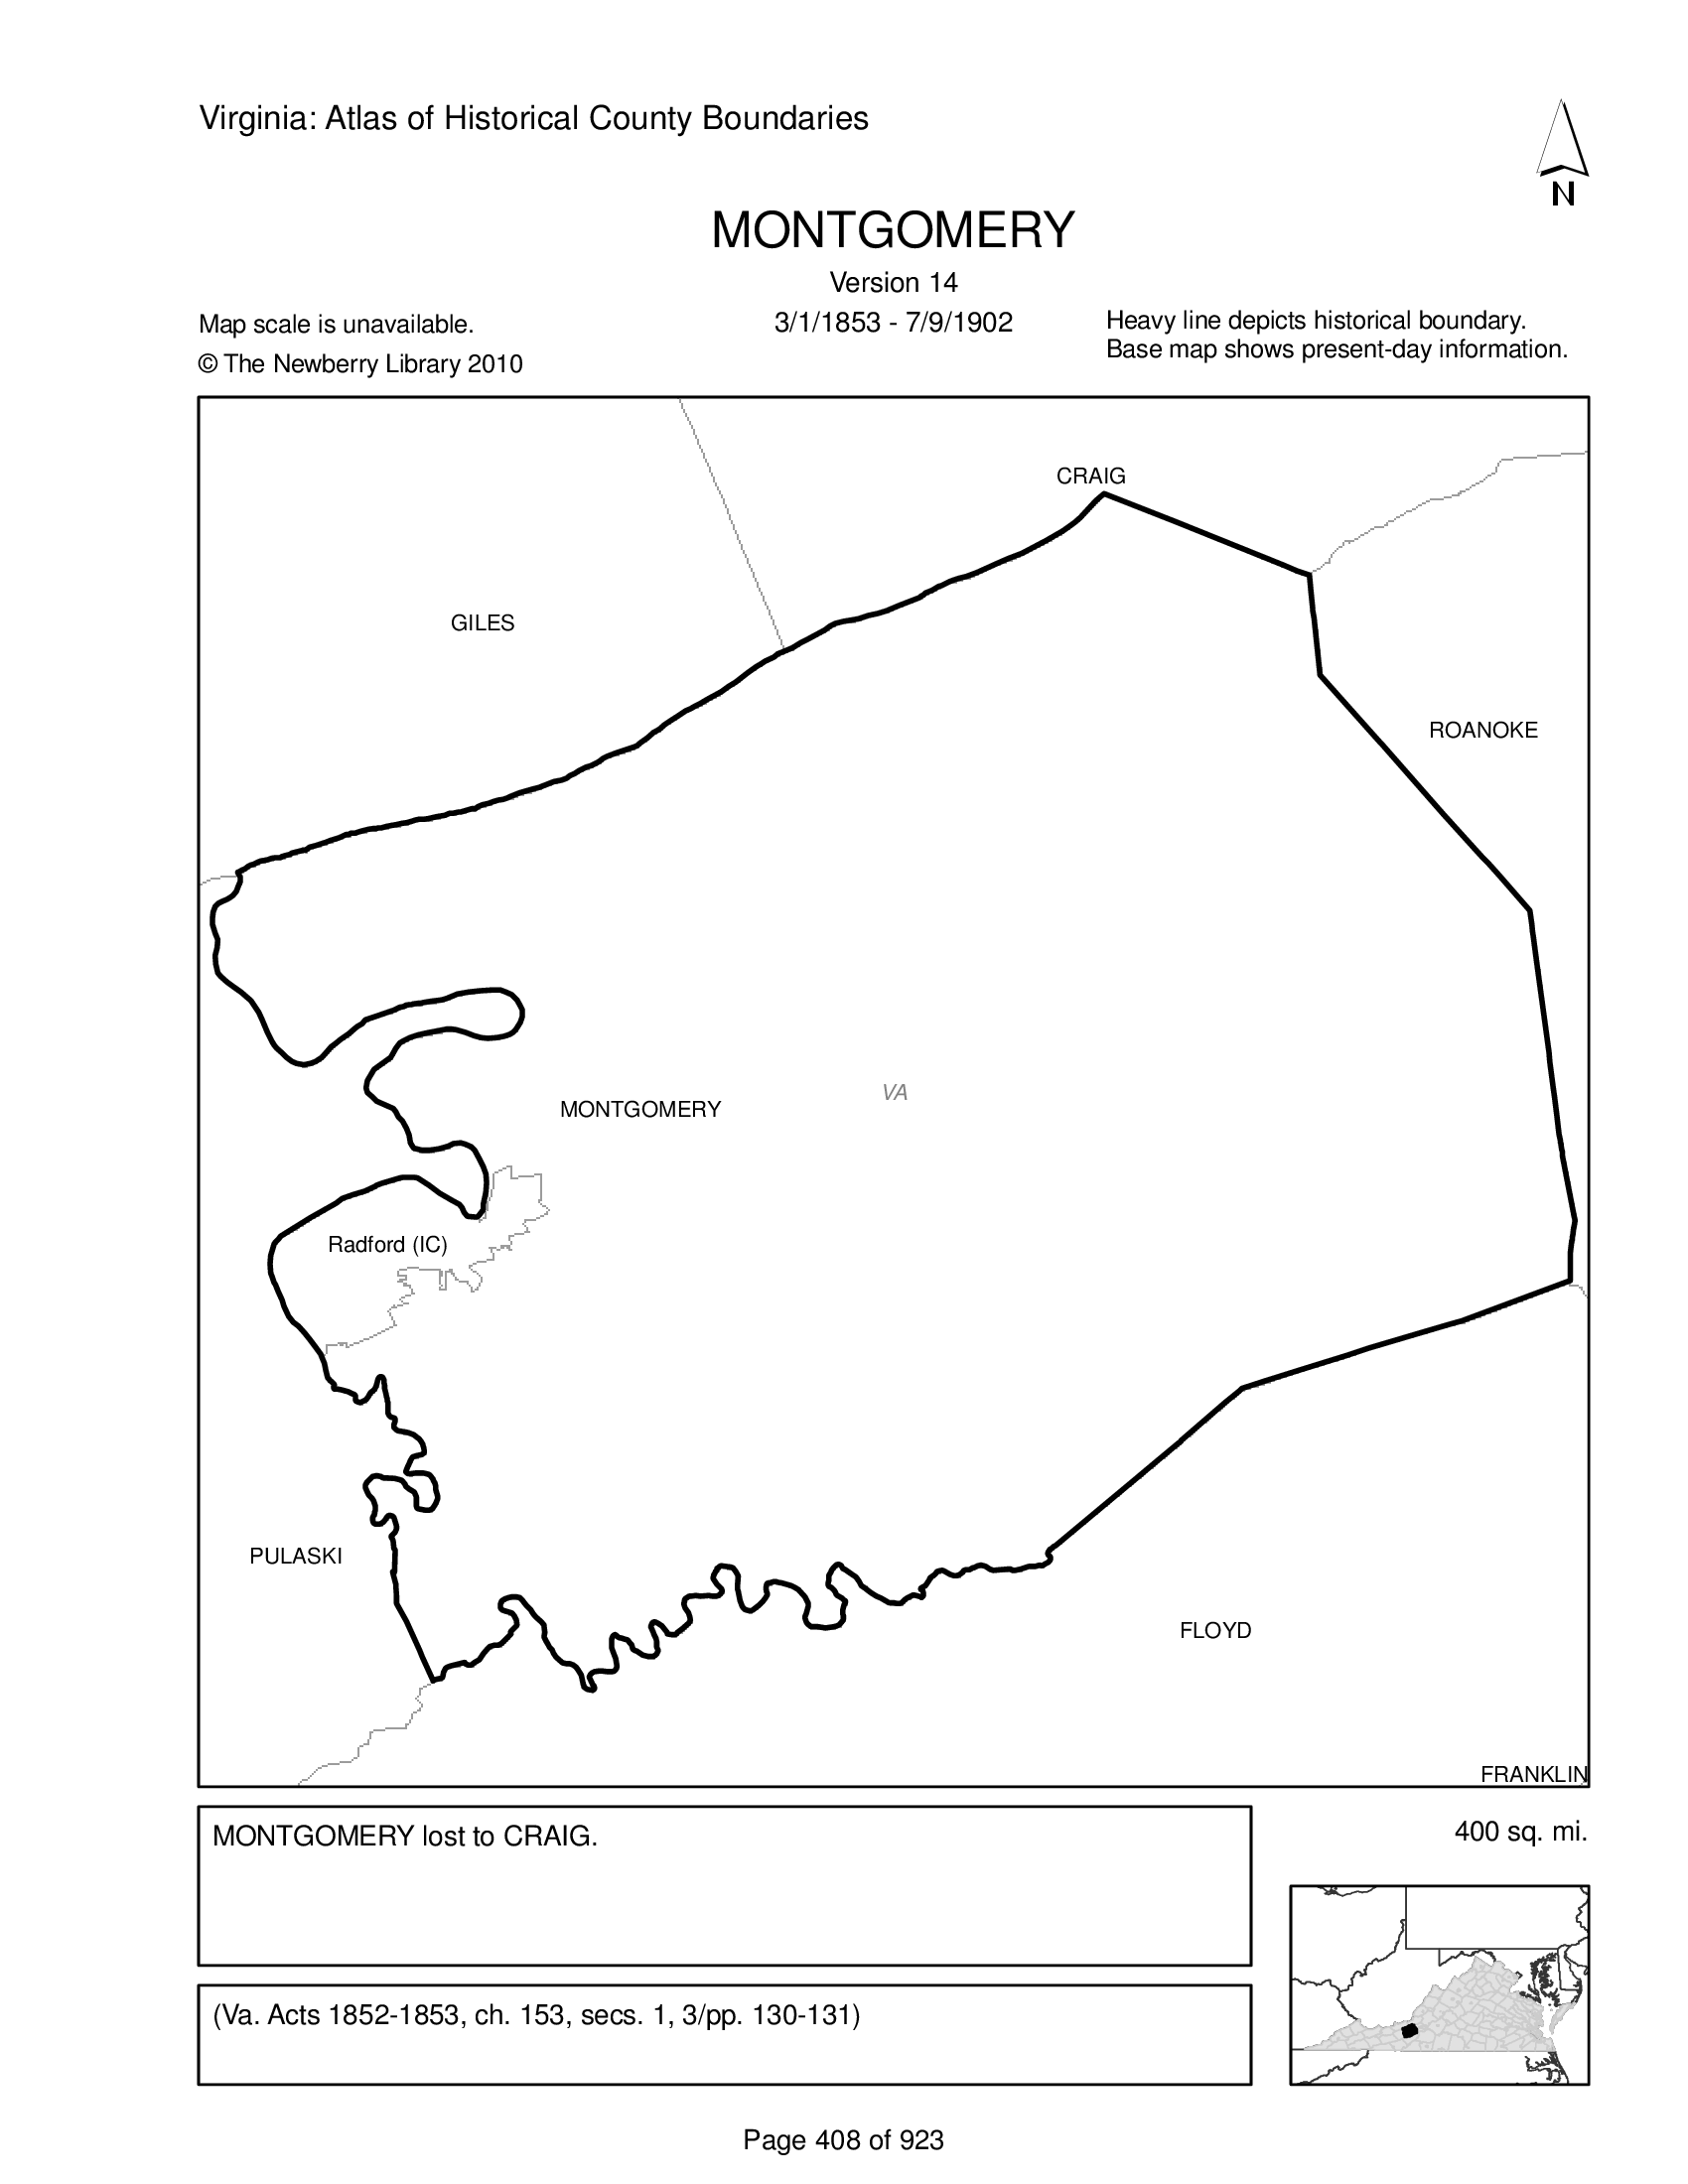 Virginia: Atlas of Historical County Boundaries
N
MONTGOMERY
Version 14
3/1/1853 - 7/9/1902
Map scale is unavailable.
© The Newberry Library 2010
Heavy line depicts historical boundary.
Base map shows present-day information.
CRAIG
GILES
ROANOKE
VA
MONTGOMERY
Radford (IC)
PULASKI
FLOYD
FRANKLIN
MONTGOMERY lost to CRAIG.
400 sq. mi.
(Va. Acts 1852-1853, ch. 153, secs. 1, 3/pp. 130-131)
Page 408 of 923